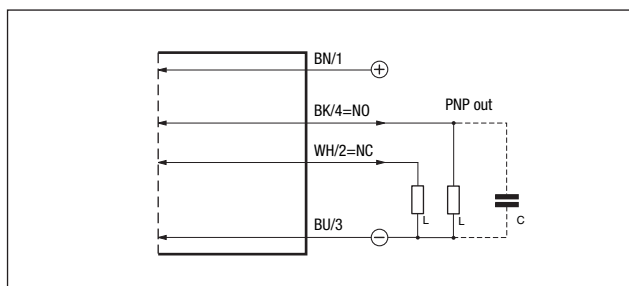 BN/1
+
BK/4=NO
PNP out
WH/2=NC
L
L
C
BU/3
−